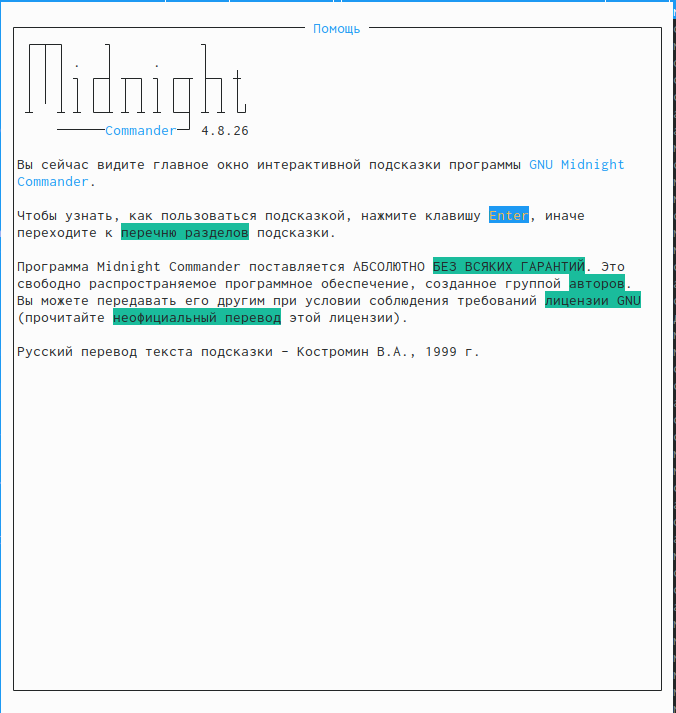 Помощь
Midnight
Commander 4.8.26
Вы сейчас видите главное окно интерактивной подсказки программы GNU Midnight
Commander.
Чтобы узнать, как пользоваться подсказкой, нажмите клавишу Enter, иначе
переходите к перечню разделов подсказки.
Программа Midnight Commander поставляется АБСОЛЮТНО БЕЗ ВСЯКИХ ГАРАНТИЙ. Это
свободно распространяемое программное обеспечение, созданное группой авторов.
Вы можете передавать его другим при условии соблюдения требований лицензии GNU
(прочитайте неофициальный перевод этой лицензии).
Русский перевод текста подсказки – Костромин В.А., 1999 г.